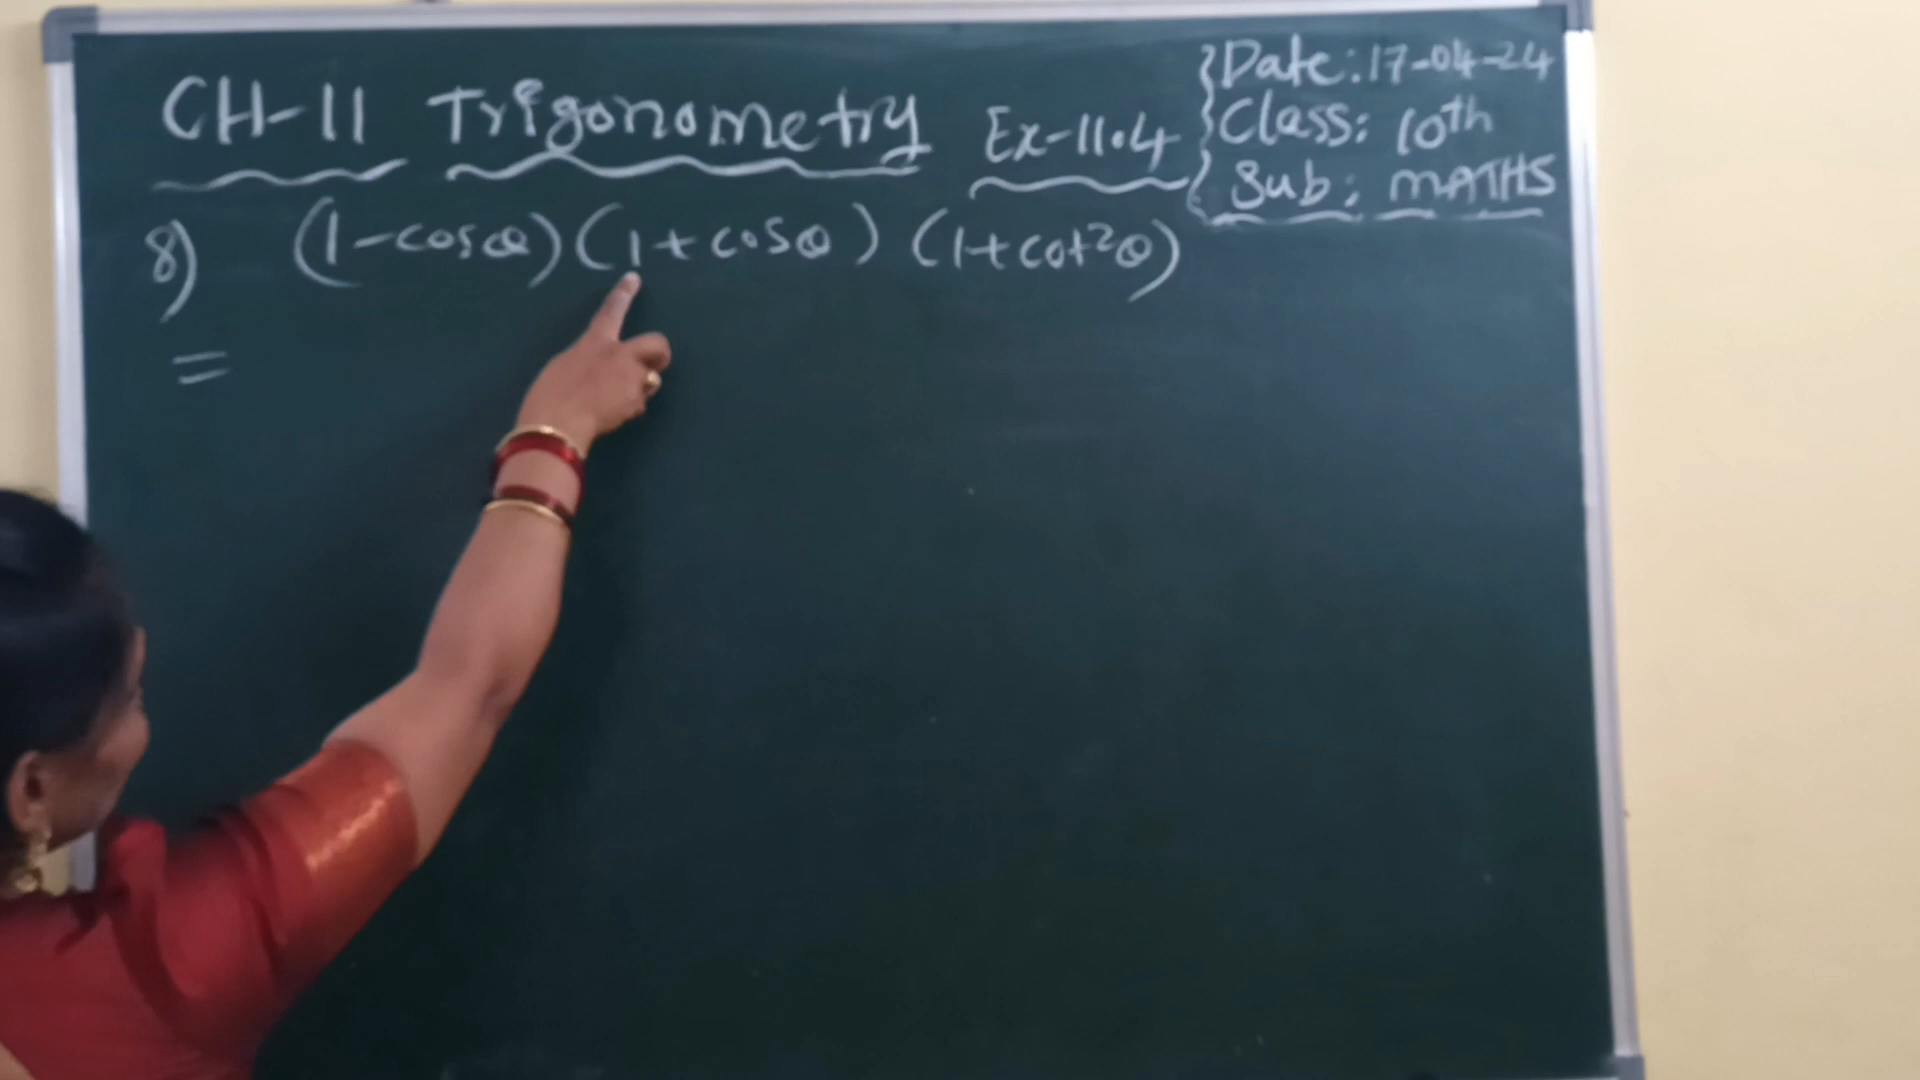 CH-11 Trigonometry Ex-11.4
Date: 17-04-24
Class: 10th
Sub: MATHS
8) (1-cosθ)(1+cosθ) (1+cot²θ)
=